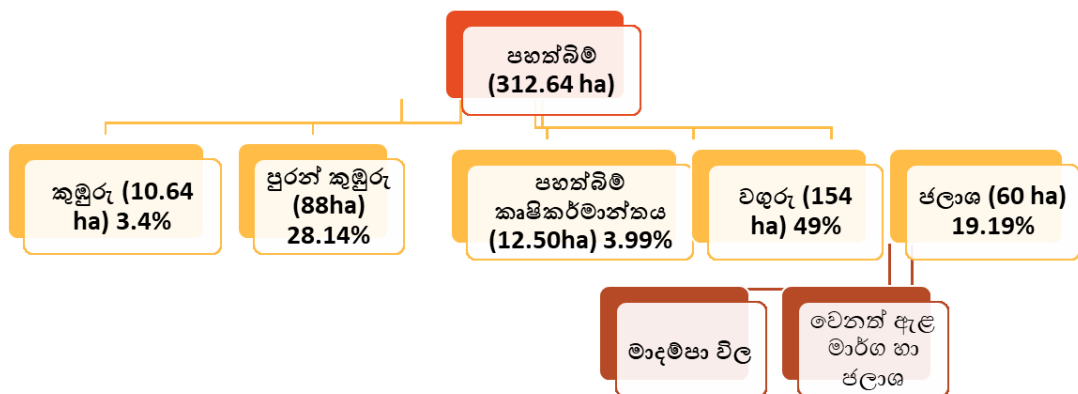 පහත්බිම්
(312.64 ha)
කුඹුරු (10.64
ha) 3.4%
පුරන් කුඹුරු
(88ha)
28.14%
පහත්බිම්
කෘෂිකර්මාන්තය
(12.50ha) 3.99%
වගුරු (154
ha) 49%
ජලාශ (60 ha)
19.19%
මාදම්පා විල
වෙනත් ඇළ
මාර්ග හා
ජලාශ